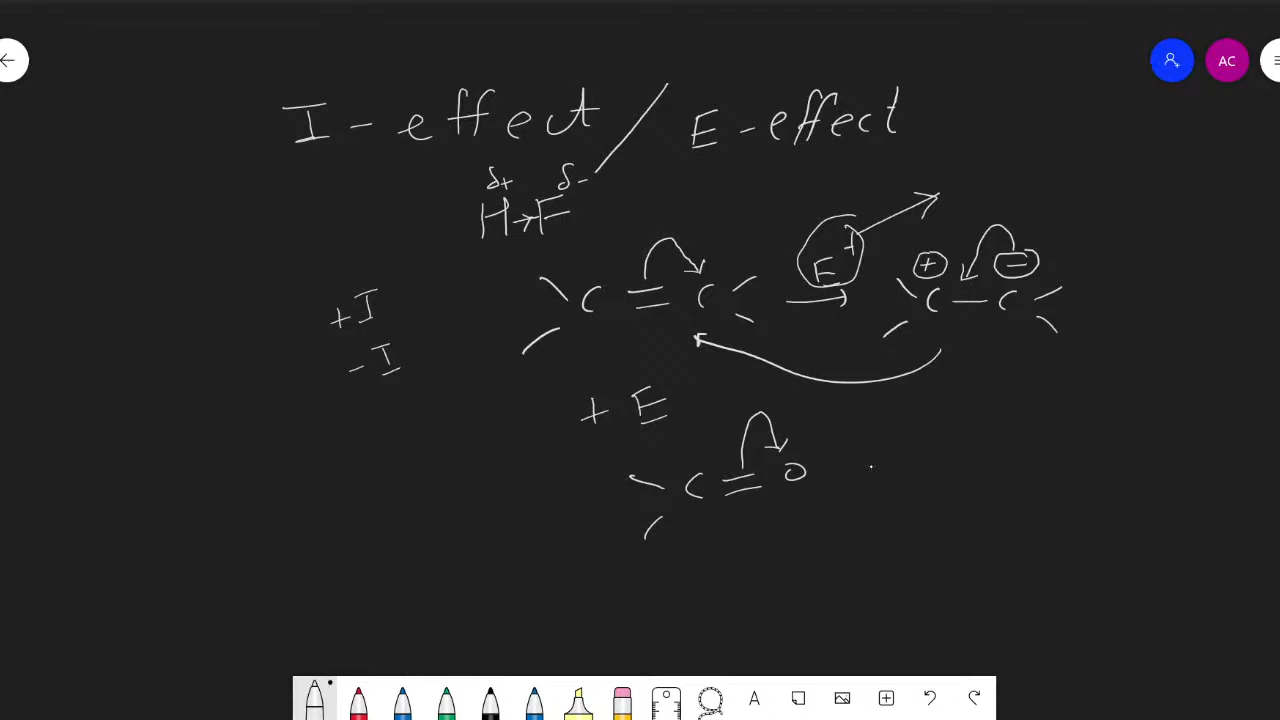 I - effect / E - effect
δ+ δ-
H→F
C = C E+ → + -
C — C
+I
-I
+ E
C = O
AC
A